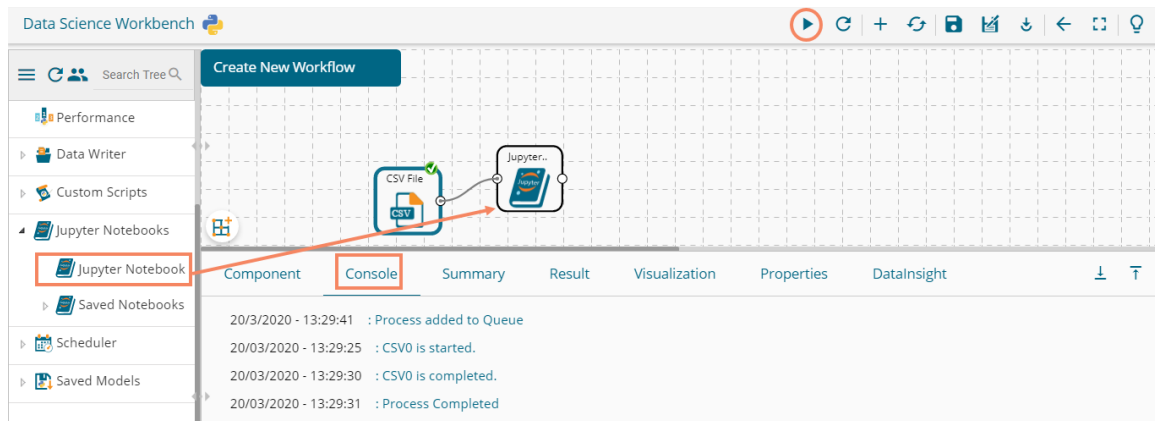 Data Science Workbench
Search Tree
Create New Workflow
Performance
Data Writer
Custom Scripts
Jupyter Notebooks
Jupyter Notebook
Saved Notebooks
Scheduler
Saved Models
CSV File
CSV
Jupyter..
Jupyter
Component Console Summary Result Visualization Properties DataInsight
20/3/2020 - 13:29:41 : Process added to Queue
20/03/2020 - 13:29:25 : CSV0 is started.
20/03/2020 - 13:29:30 : CSV0 is completed.
20/03/2020 - 13:29:31 : Process Completed